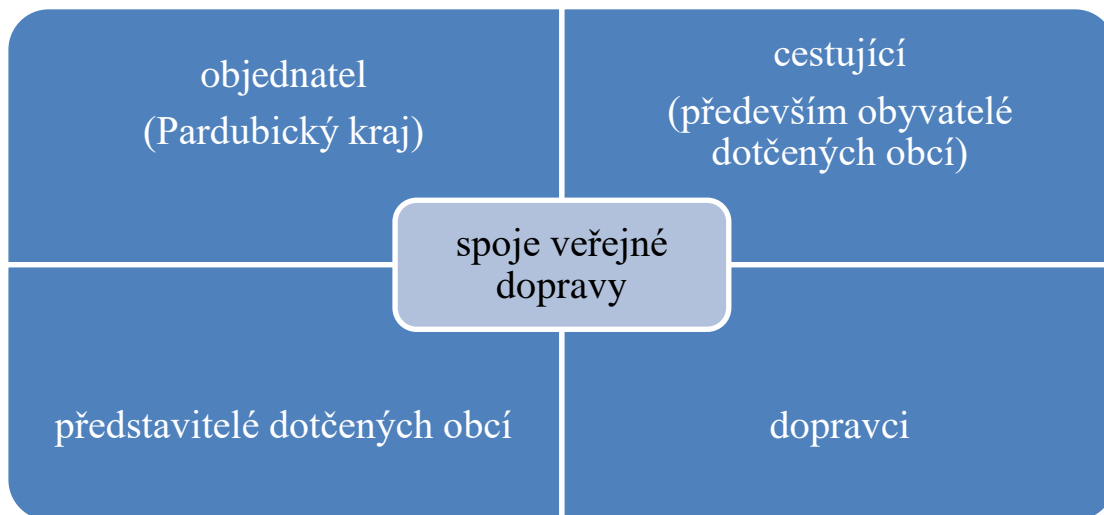 objednatel
(Pardubický kraj)
cestující
(především obyvatelé
dotčených obcí)
spoje veřejné
dopravy
představitelé dotčených obcí
dopravci